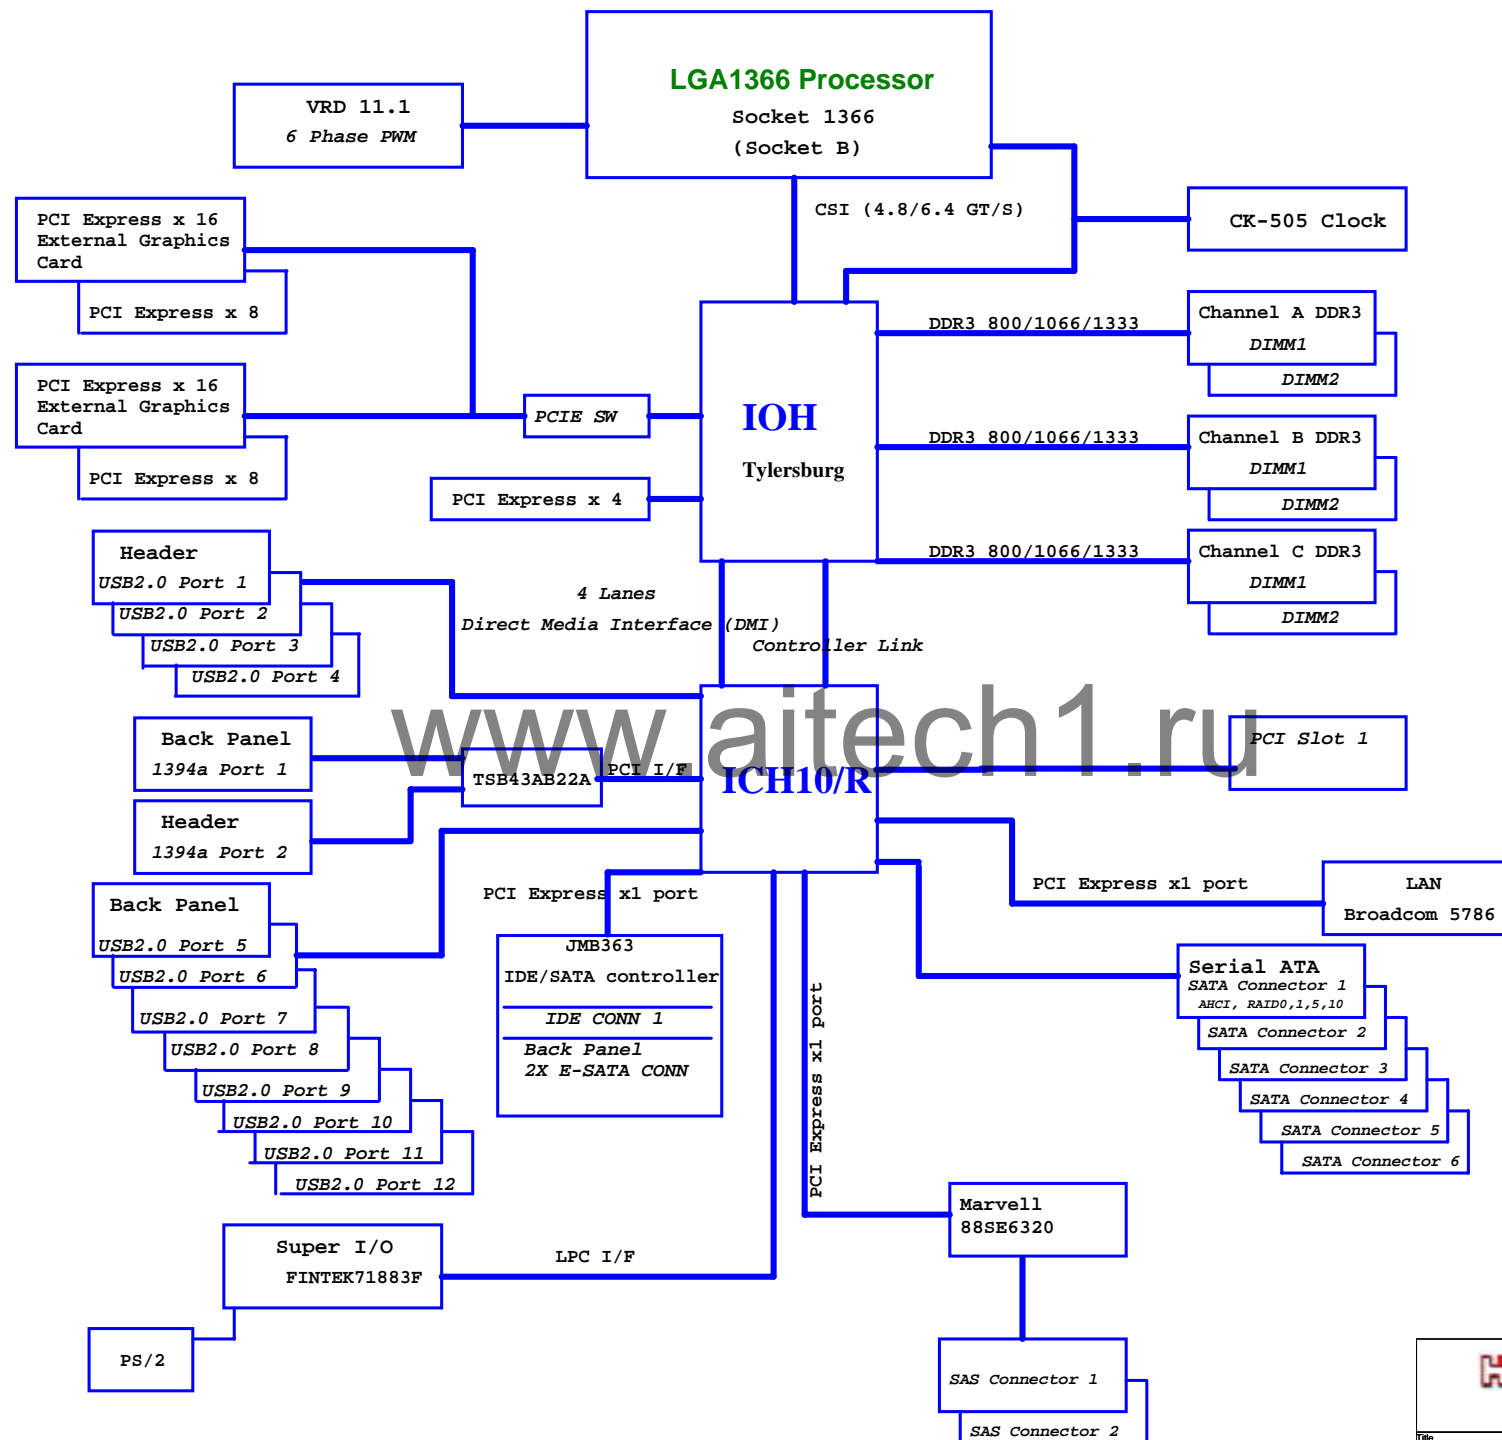 LGA1366 Processor
Socket 1366
(Socket B)
VRD 11.1
6 Phase PWM
CSI (4.8/6.4 GT/S)
CK-505 Clock
PCI Express x 16
External Graphics
Card
PCI Express x 8
PCI Express x 16
External Graphics
Card
PCI Express x 8
PCIE SW
PCI Express x 4
IOH
Tylersburg
DDR3 800/1066/1333
Channel A DDR3
DIMM1
DIMM2
DDR3 800/1066/1333
Channel B DDR3
DIMM1
DIMM2
DDR3 800/1066/1333
Channel C DDR3
DIMM1
DIMM2
Header
USB2.0 Port 1
USB2.0 Port 2
USB2.0 Port 3
USB2.0 Port 4
4 Lanes
Direct Media Interface (DMI)
Controller Link
www.aitech1.ru
Back Panel
1394a Port 1
TSB43AB22A
PCI I/F
ICH10/R
PCI Slot 1
Header
1394a Port 2
Back Panel
USB2.0 Port 5
USB2.0 Port 6
USB2.0 Port 7
USB2.0 Port 8
USB2.0 Port 9
USB2.0 Port 10
USB2.0 Port 11
USB2.0 Port 12
PCI Express x1 port
JMB363
IDE/SATA controller
IDE CONN 1
Back Panel
2X E-SATA CONN
PCI Express x1 port
PCI Express x1 port
LAN
Broadcom 5786
Serial ATA
SATA Connector 1
AHCI, RAID0,1,5,10
SATA Connector 2
SATA Connector 3
SATA Connector 4
SATA Connector 5
SATA Connector 6
Marvell
88SE6320
Super I/O
FINTEK71883F
LPC I/F
PS/2
SAS Connector 1
SAS Connector 2
Title